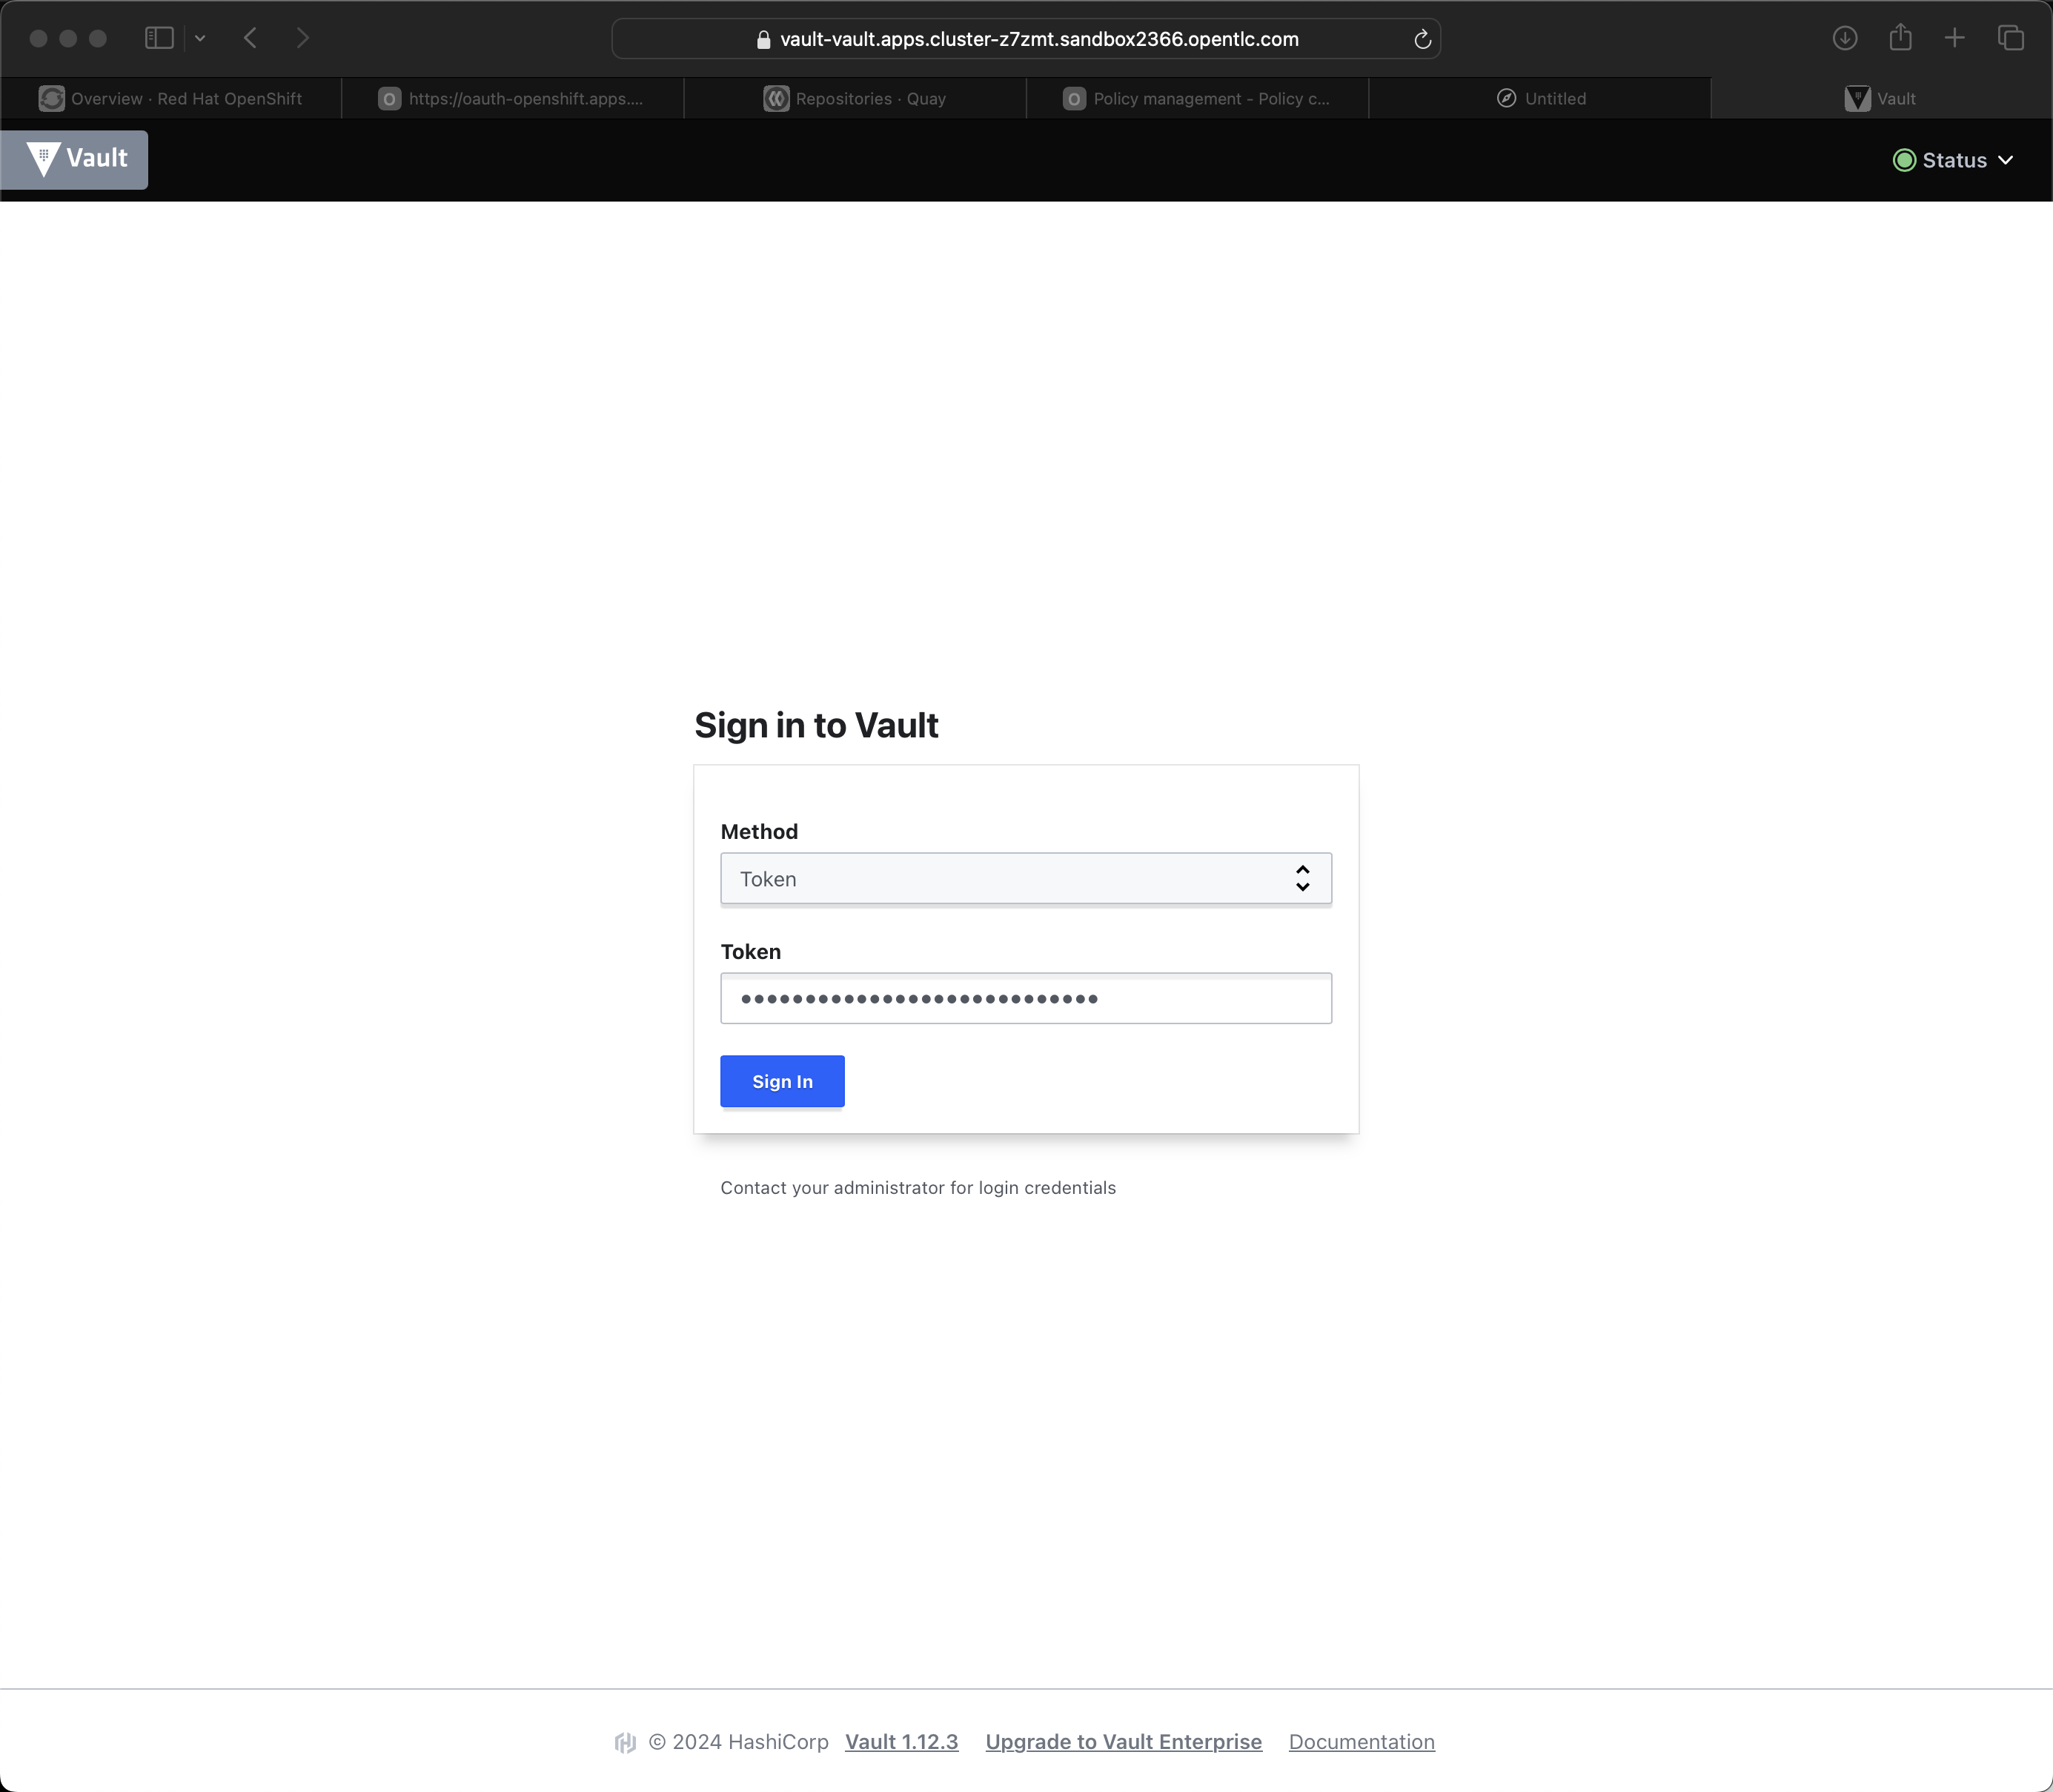 vault-vault.apps.cluster-z7zmt.sandbox2366.opentlc.com
Overview · Red Hat OpenShift
O https://oauth-openshift.apps....
Repositories · Quay
O Policy management - Policy c...
Untitled
Vault
Vault
Status
Sign in to Vault
Method
Token
Token
••••••••••••••••••••••••••••
Sign In
Contact your administrator for login credentials
© 2024 HashiCorp Vault 1.12.3 Upgrade to Vault Enterprise Documentation